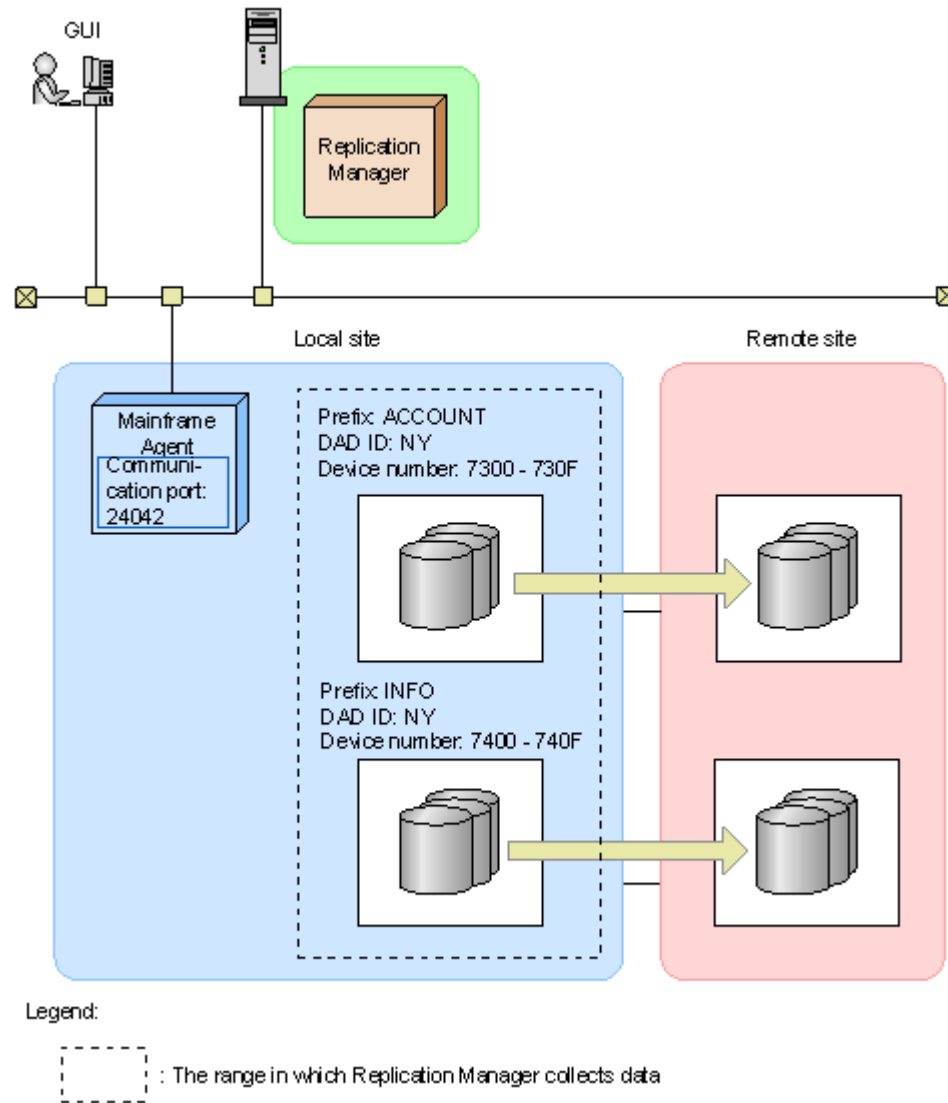 GUI
Replication
Manager
Local site
Remote site
Mainframe
Agent
Communi-
cation port:
24042
Prefix: ACCOUNT
DAD ID: NY
Device number: 7300 - 730F
Prefix: INFO
DAD ID: NY
Device number: 7400 - 740F
Legend:
: The range in which Replication Manager collects data